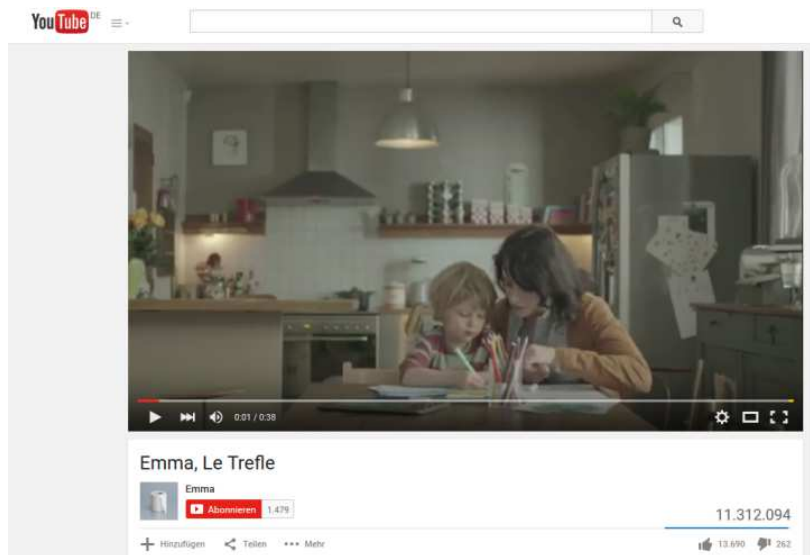 YouTube DE
0:01 / 0:38
Emma, Le Trefle
Emma
Abonnieren 1.479
11.312.094
Hinzufügen Teilen Mehr 13.690 262